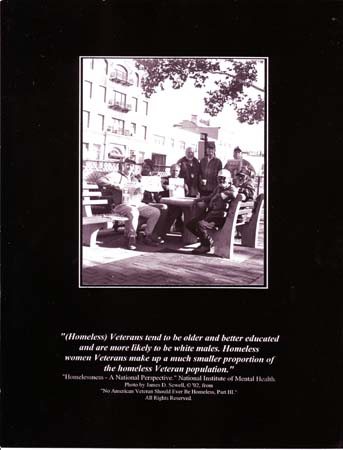 "(Homeless) Veterans tend to be older and better educated
and are more likely to be white males. Homeless
women Veterans make up a much smaller proportion of
the homeless Veteran population."
"Homelessness - A National Perspective." National Institute of Mental Health.
Photo by James D. Sewell, © '92, from
"No American Veteran Should Ever Be Homeless, Part III."
All Rights Reserved.